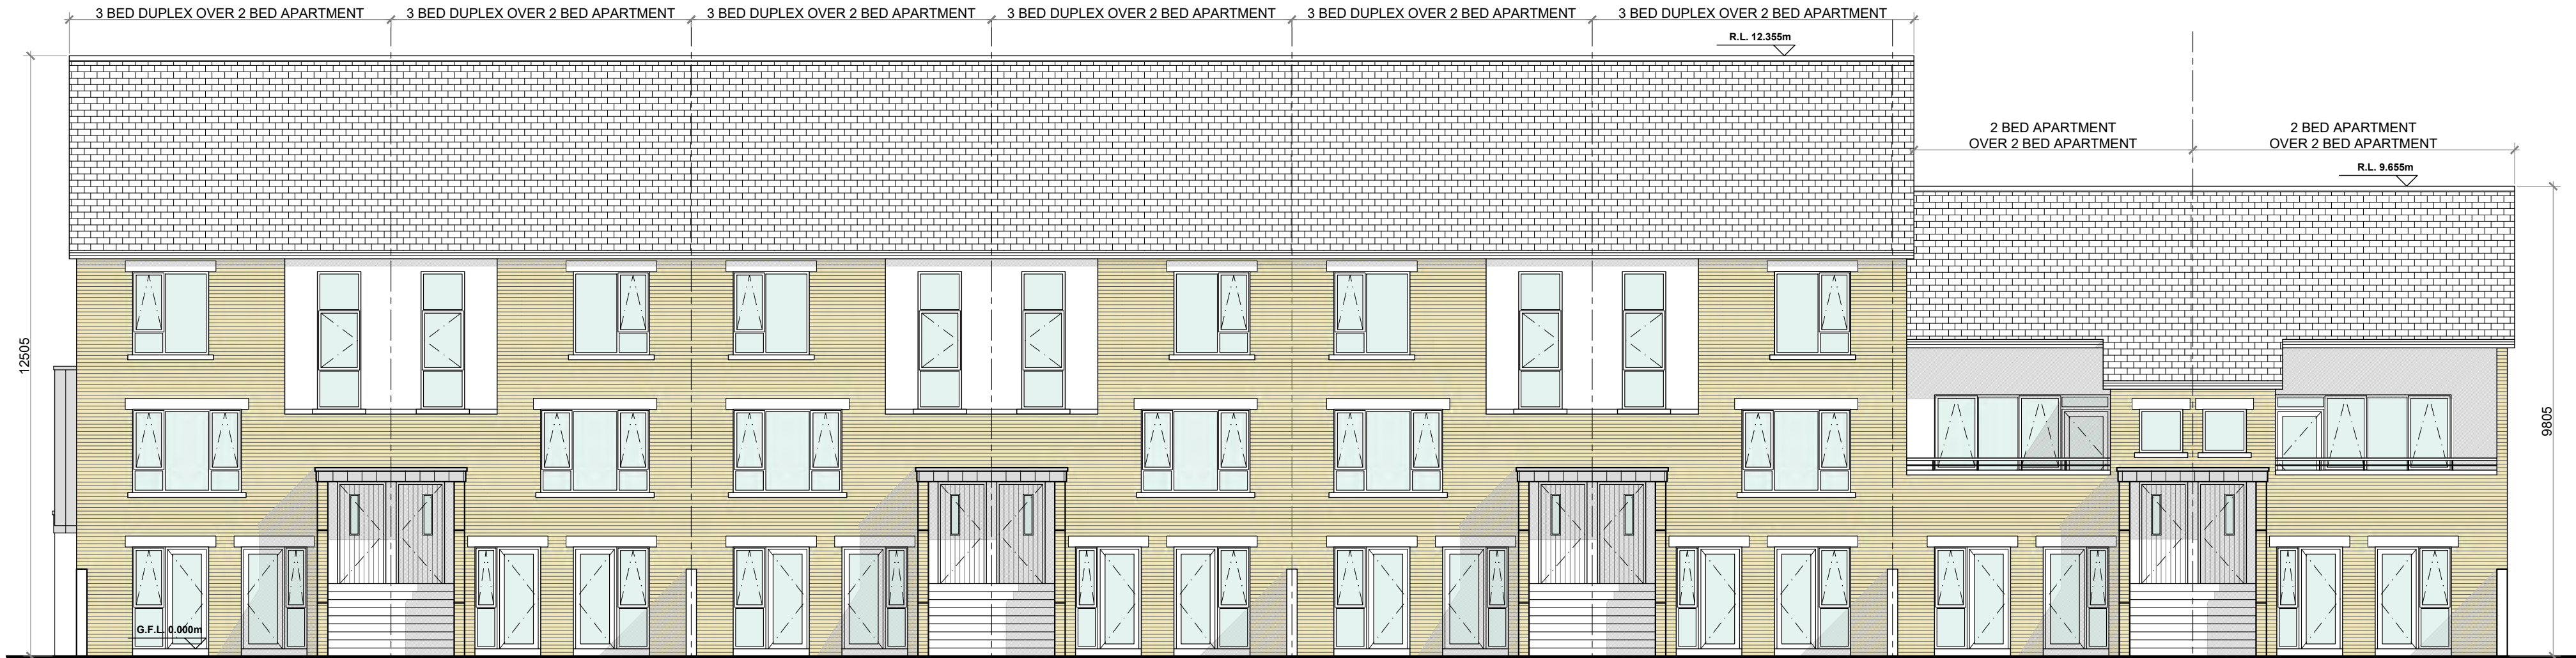 3 BED DUPLEX OVER 2 BED APARTMENT
3 BED DUPLEX OVER 2 BED APARTMENT
3 BED DUPLEX OVER 2 BED APARTMENT
3 BED DUPLEX OVER 2 BED APARTMENT
3 BED DUPLEX OVER 2 BED APARTMENT
3 BED DUPLEX OVER 2 BED APARTMENT
R.L. 12.355m
2 BED APARTMENT
OVER 2 BED APARTMENT
2 BED APARTMENT
OVER 2 BED APARTMENT
R.L. 9.655m
12505
9805
G.F.L. 0.000m